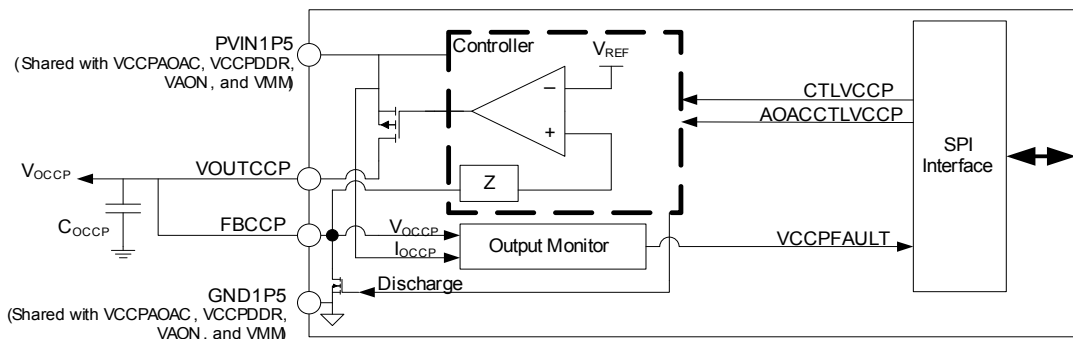 PVIN1P5
(Shared with VCCPAOAC, VCCPDDR,
VAON, and VMM)
Controller
VREF
−
+
Z
CTLVCCP
AOACCTLVCCP
SPI
Interface
VOCCP
VOUTCCP
COCCP
FBCCP
VOCCP
IOCCP
Output Monitor
VCCPFAULT
Discharge
GND1P5
(Shared with VCCPAOAC, VCCPDDR,
VAON, and VMM)